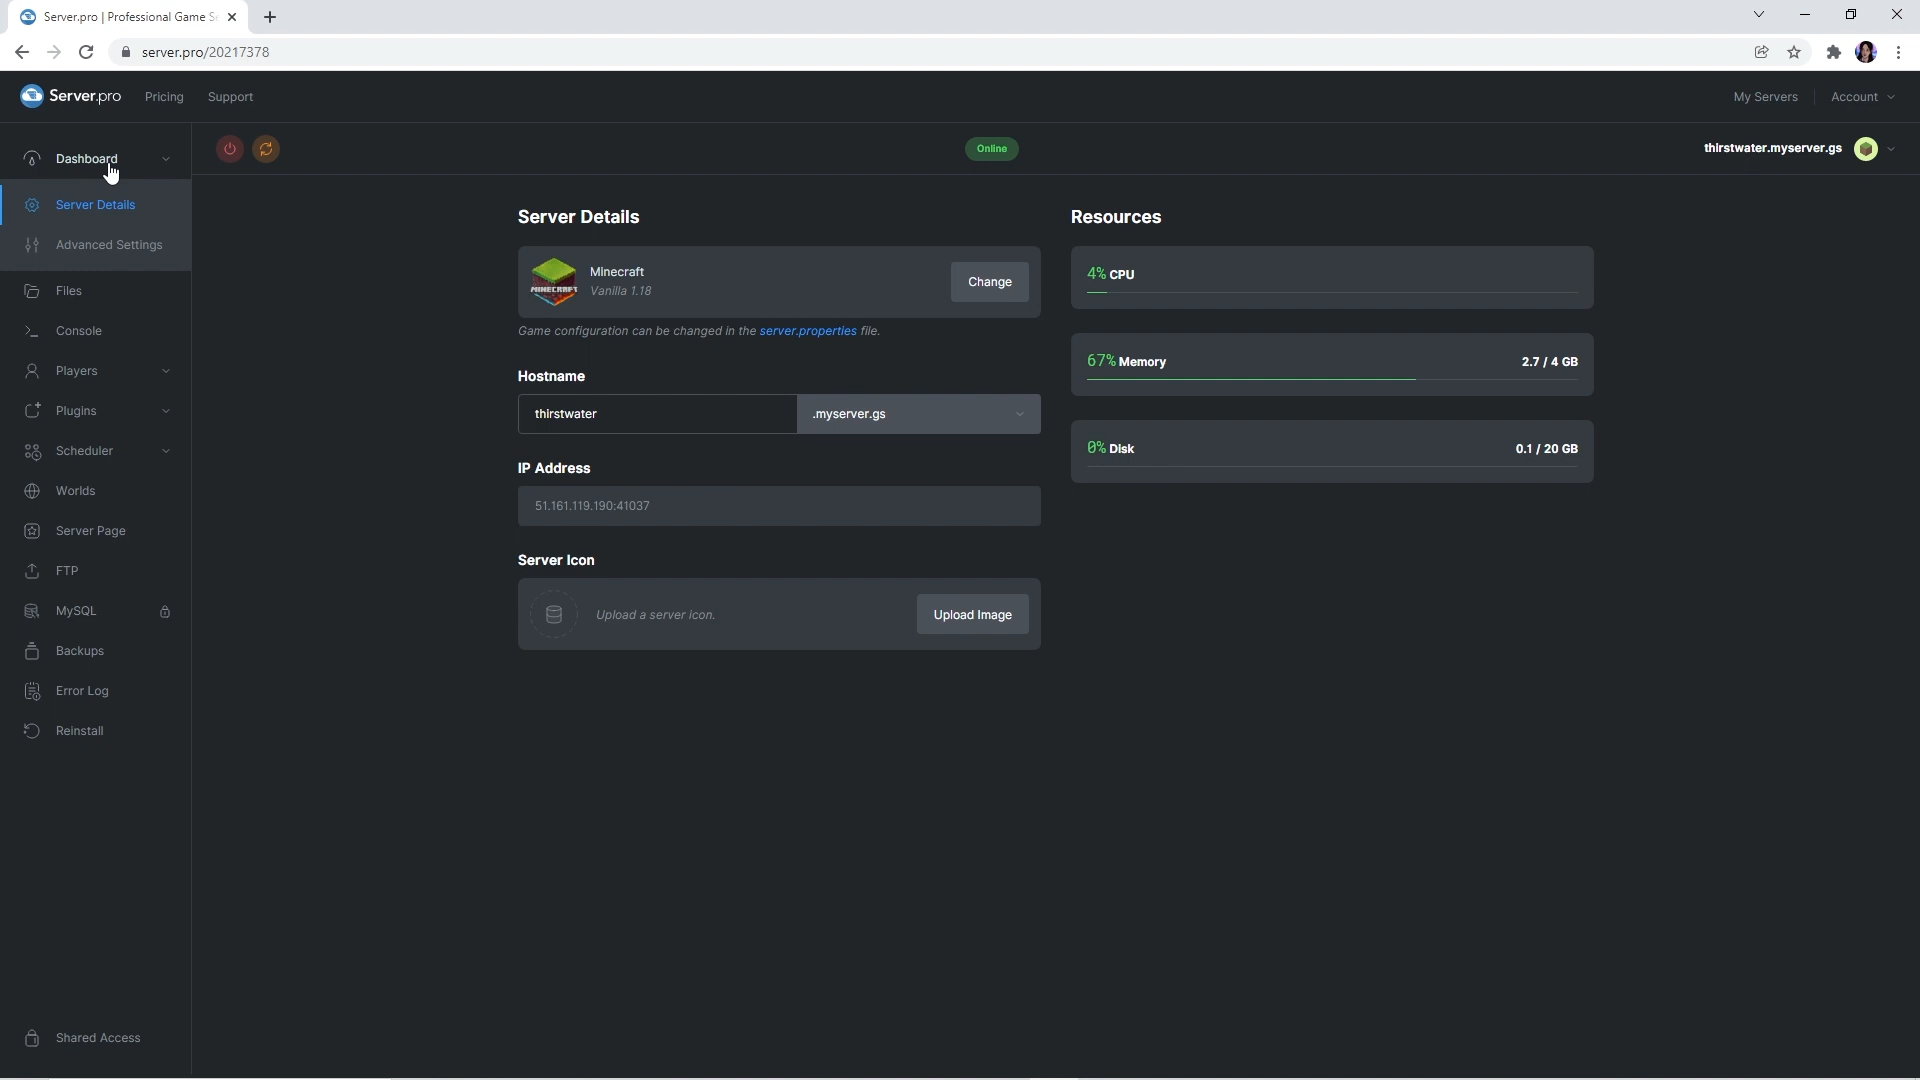 Server.pro | Professional Game Se
server.pro/20217378
Server.pro
Pricing
Support
My Servers
Account
Dashboard
Online
thirstwater.myserver.gs
Server Details
Advanced Settings
Files
Console
Players
Plugins
Scheduler
Worlds
Server Page
FTP
MySQL
Backups
Error Log
Reinstall
Shared Access
Server Details
MINECRAFT
Minecraft
Vanilla 1.18
Change
Game configuration can be changed in the server.properties file.
Hostname
thirstwater
.myserver.gs
IP Address
51.161.119.190:41037
Server Icon
Upload a server icon.
Upload Image
Resources
4% CPU
67% Memory
2.7 / 4 GB
0% Disk
0.1 / 20 GB